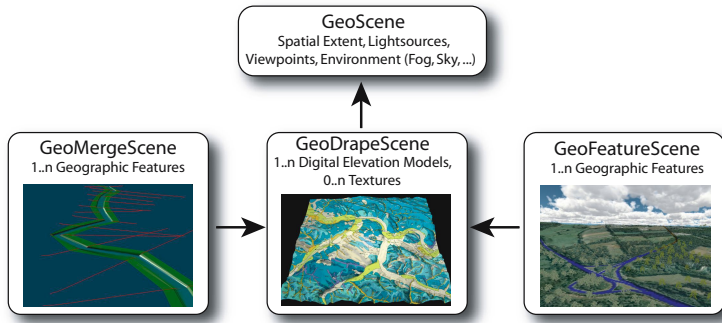 GeoScene
Spatial Extent, Lightsources,
Viewpoints, Environment (Fog, Sky, ...)
GeoMergeScene
1..n Geographic Features
GeoDrapeScene
1..n Digital Elevation Models,
0..n Textures
GeoFeatureScene
1..n Geographic Features